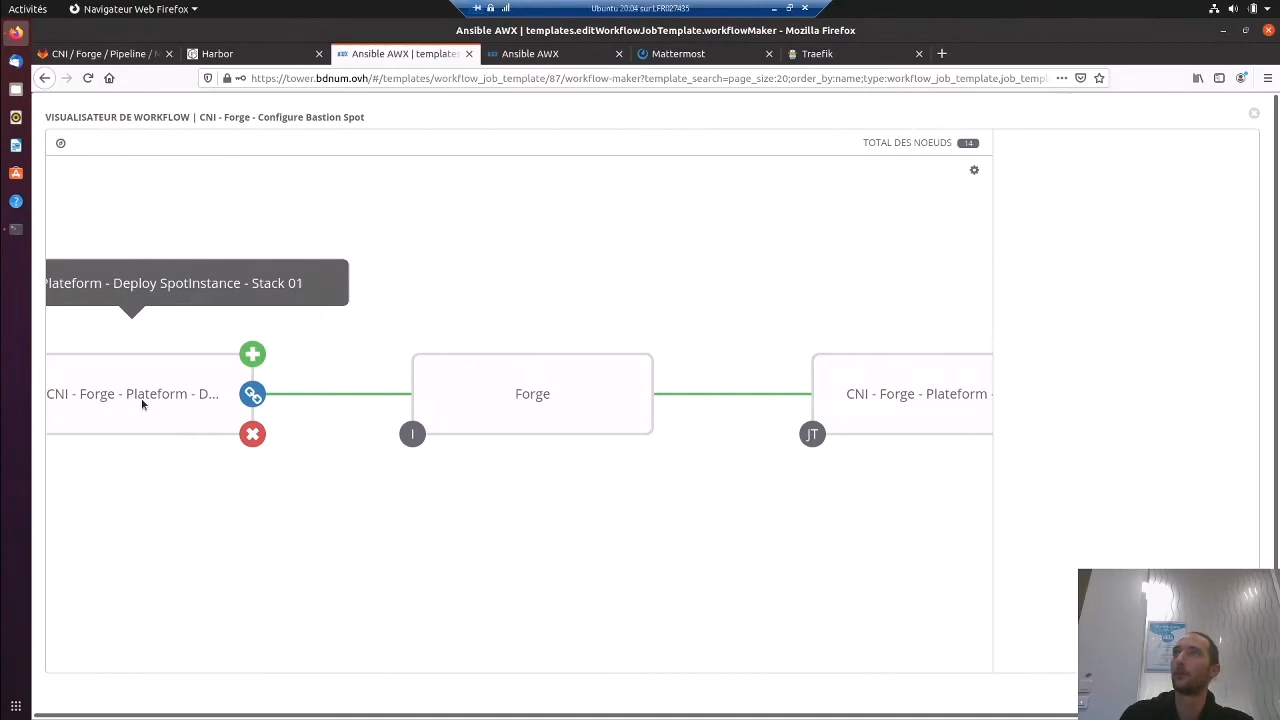 Activités
Navigateur Web Firefox
Ubuntu 20.04 sur LFR027435
Ansible AWX | templates.editWorkflowJobTemplate.workflowMaker - Mozilla Firefox
CNI / Forge / Pipeline / M
Harbor
Ansible AWX | templates
Ansible AWX
Mattermost
Traefik
https://tower.bdnum.ovh/#/templates/workflow_job_template/87/workflow-maker?template_search=page_size:20;order_by:name;type:workflow_job_template,job_temp
VISUALISATEUR DE WORKFLOW | CNI - Forge - Configure Bastion Spot
TOTAL DES NOEUDS 14
Plateform - Deploy SpotInstance - Stack 01
CNI - Forge - Plateform - D...
Forge
CNI - Forge - Plateform -
I
JT